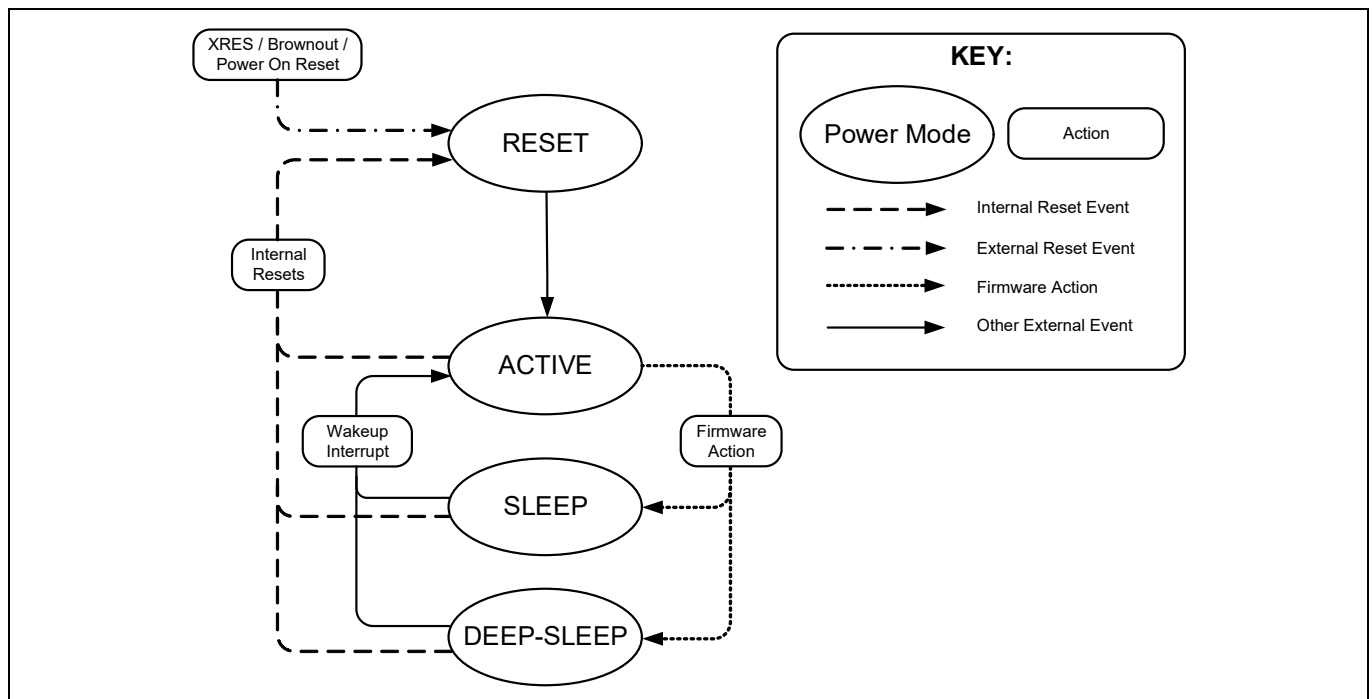 XRES / Brownout /
Power On Reset
RESET
Internal
Resets
ACTIVE
Wakeup
Interrupt
Firmware
Action
SLEEP
DEEP-SLEEP
KEY:
Power Mode
Action
Internal Reset Event
External Reset Event
Firmware Action
Other External Event